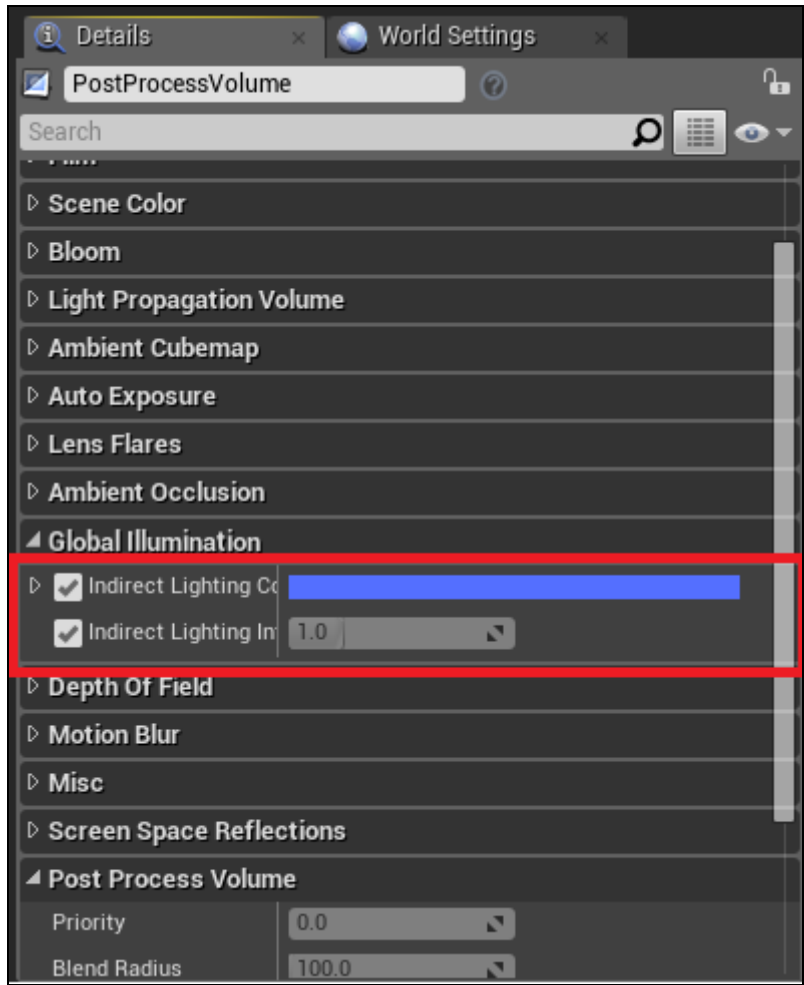 Details
World Settings
PostProcessVolume
Search
Scene Color
Bloom
Light Propagation Volume
Ambient Cubemap
Auto Exposure
Lens Flares
Ambient Occlusion
Global Illumination
Indirect Lighting Co
Indirect Lighting In 1.0
Depth Of Field
Motion Blur
Misc
Screen Space Reflections
Post Process Volume
Priority 0.0
Blend Radius 100.0